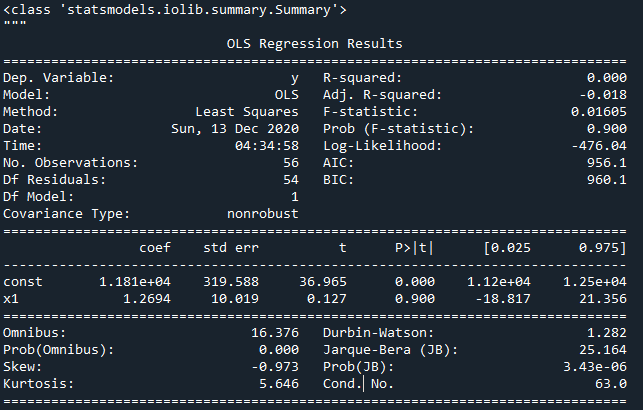 <class 'statsmodels.iolib.summary.Summary'>
"""
                            OLS Regression Results
==============================================================================
Dep. Variable:                      y   R-squared:                       0.000
Model:                            OLS   Adj. R-squared:                 -0.018
Method:                 Least Squares   F-statistic:                   0.01605
Date:                Sun, 13 Dec 2020   Prob (F-statistic):              0.900
Time:                        04:34:58   Log-Likelihood:                -476.04
No. Observations:                  56   AIC:                             956.1
Df Residuals:                      54   BIC:                             960.1
Df Model:                           1
Covariance Type:            nonrobust
==============================================================================
                 coef    std err          t      P>|t|      [0.025      0.975]
------------------------------------------------------------------------------
const       1.181e+04    319.588     36.965      0.000    1.12e+04    1.25e+04
x1             1.2694     10.019      0.127      0.900     -18.817      21.356
==============================================================================
Omnibus:                       16.376   Durbin-Watson:                   1.282
Prob(Omnibus):                  0.000   Jarque-Bera (JB):               25.164
Skew:                          -0.973   Prob(JB):                     3.43e-06
Kurtosis:                       5.646   Cond. No.                         63.0
==============================================================================